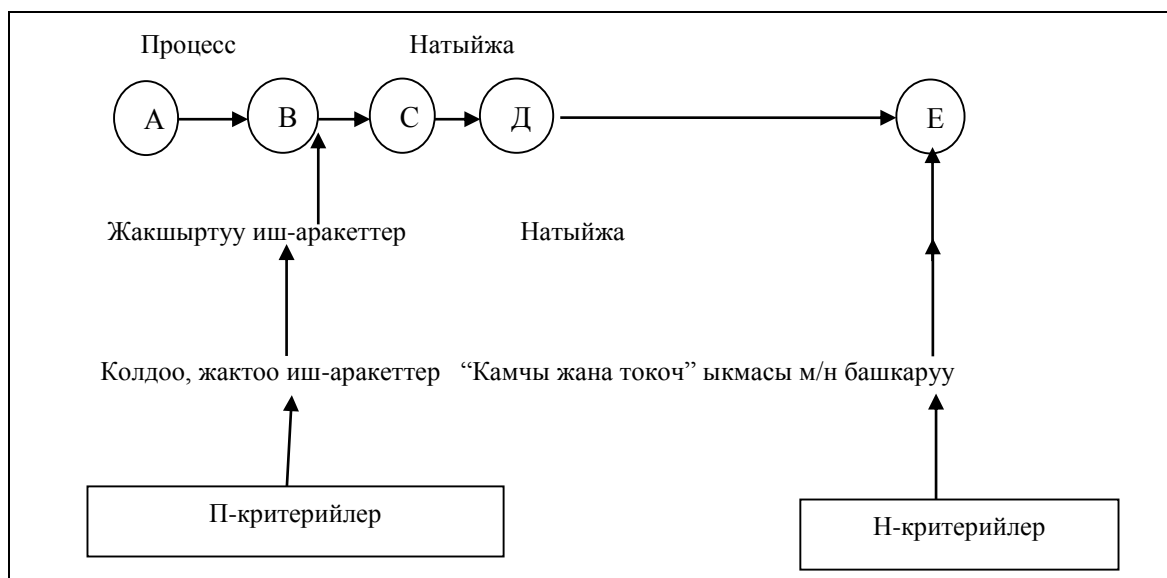 Процесс Натыйжа
А В С Д Е
Жакшыртуу иш-аракеттер Натыйжа
Колдоо, жактоо иш-аракеттер “Камчы жана токоч” ыкмасы м/н башкаруу
П-критерийлер
Н-критерийлер